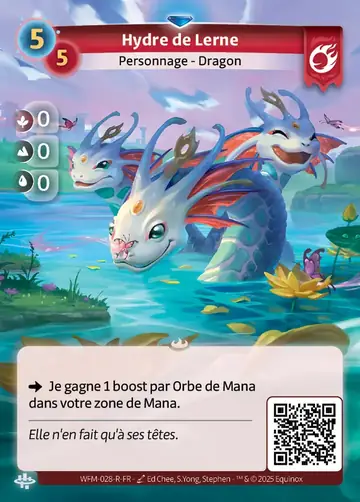 5
Hydre de Lerne
5
Personnage - Dragon
0
0
0
Je gagne 1 boost par Orbe de Mana
dans votre zone de Mana.
Elle n'en fait qu'à ses têtes.
WFM-028-R-FR - Ed Chee, S.Yong, Stephen - ™ & © 2025 Equinox